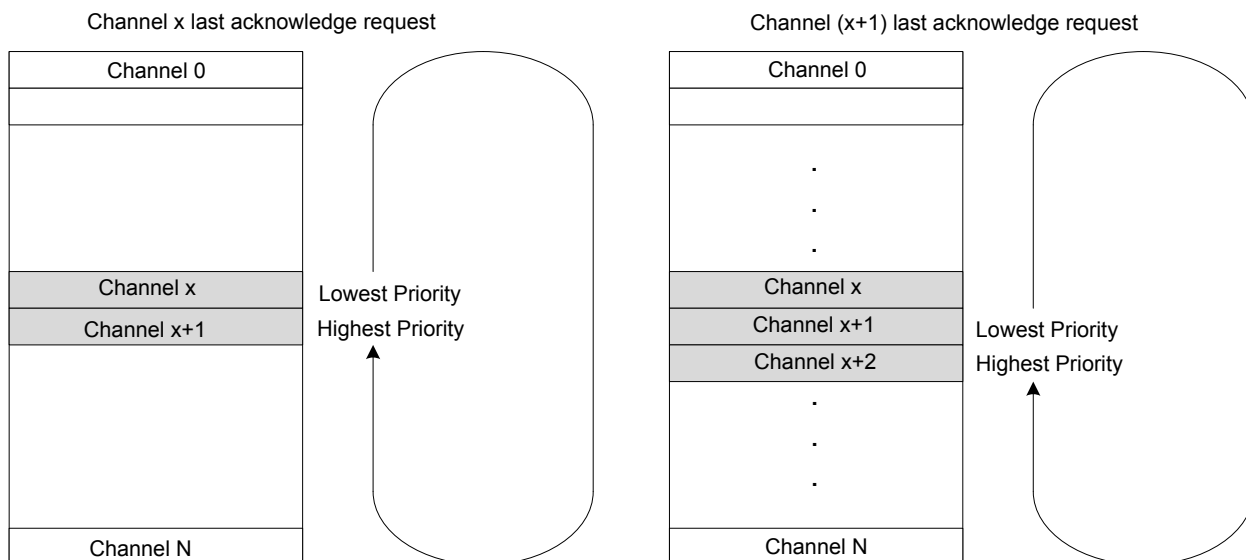 Channel x last acknowledge request
Channel 0
Channel x
Lowest Priority
Channel x+1
Highest Priority
Channel N
Channel (x+1) last acknowledge request
Channel 0
.
.
.
Channel x
Channel x+1
Lowest Priority
Channel x+2
Highest Priority
.
.
.
Channel N